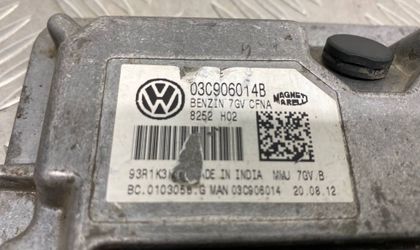 03C906014B
BENZIN 7GV CFNA
MAGNETI MARELLI
8252 H02
MADE IN INDIA MMJ 7GV.B
BC.0103059.G MAN 03C906014 20.08.12